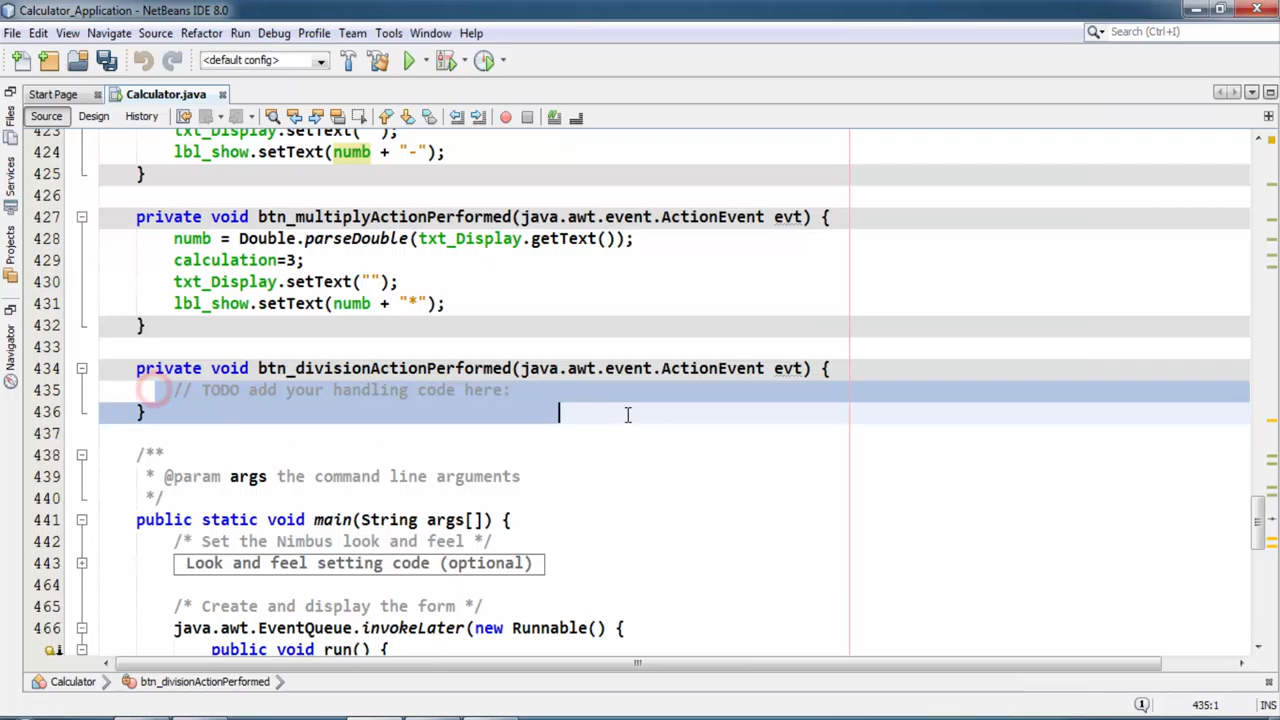 Calculator_Application - NetBeans IDE 8.0
File Edit View Navigate Source Refactor Run Debug Profile Team Tools Window Help
Search (Ctrl+I)
<default config>
Start Page
Calculator.java
Source Design History
Files
Services
Projects
Navigator
423 txt_Display.setText("");
424 lbl_show.setText(numb + "-");
425 }
426
427 private void btn_multiplyActionPerformed(java.awt.event.ActionEvent evt) {
428 numb = Double.parseDouble(txt_Display.getText());
429 calculation=3;
430 txt_Display.setText("");
431 lbl_show.setText(numb + "*");
432 }
433
434 private void btn_divisionActionPerformed(java.awt.event.ActionEvent evt) {
435 // TODO add your handling code here:
436 }
437
438 /**
439 * @param args the command line arguments
440 */
441 public static void main(String args[]) {
442 /* Set the Nimbus look and feel */
443 Look and feel setting code (optional)
464
465 /* Create and display the form */
466 java.awt.EventQueue.invokeLater(new Runnable() {
public void run() {
Calculator
btn_divisionActionPerformed
1
435:1
INS